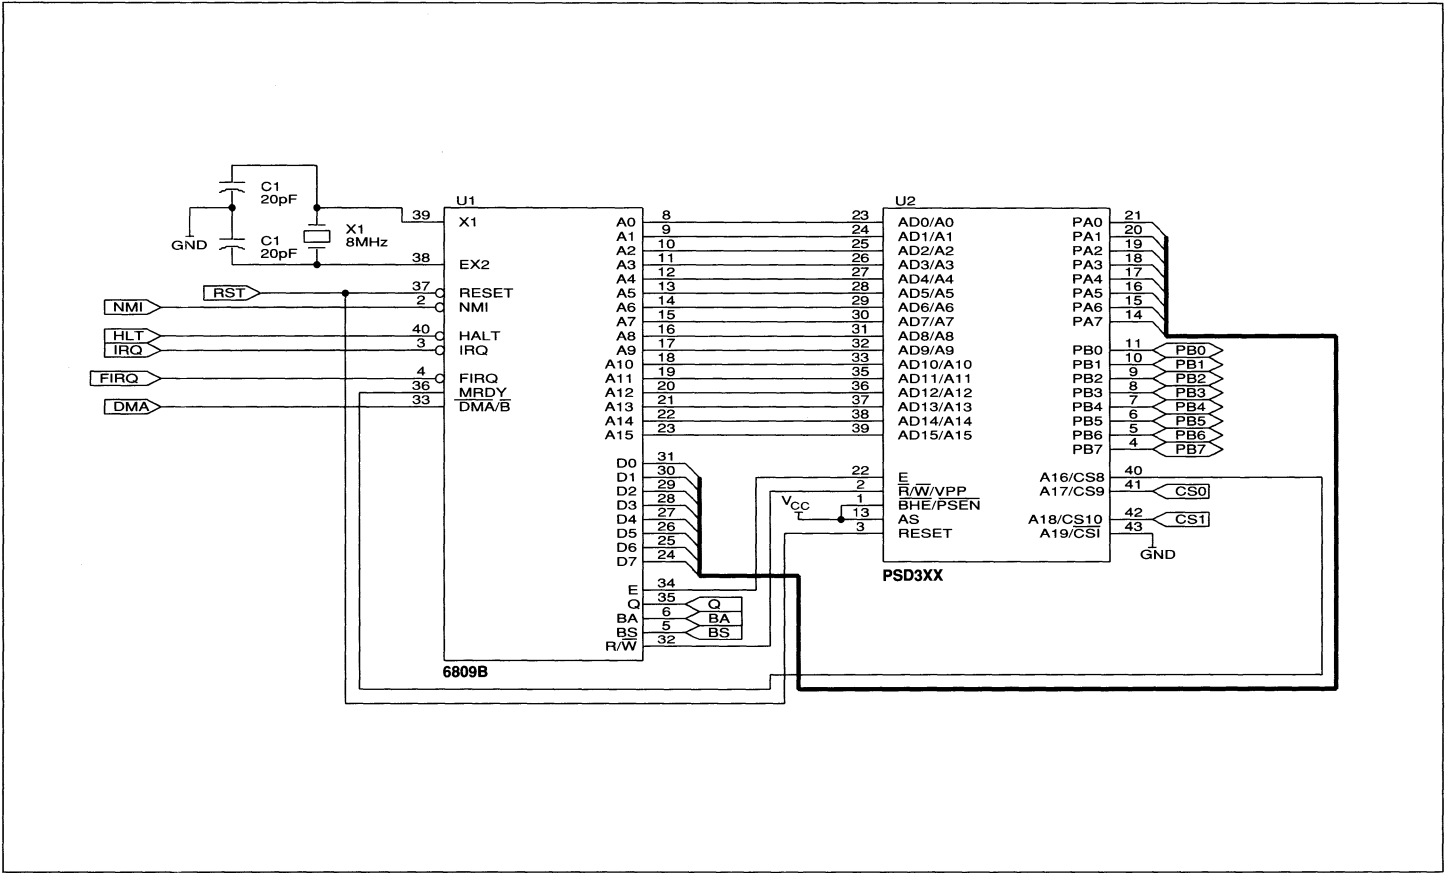 C1
20pF
GND
C1
20pF
X1
8MHz
RST
NMI
HLT
IRQ
FIRQ
DMA
U1
39 X1
38 EX2
37 RESET
2 NMI
40 HALT
3 IRQ
4 FIRQ
36 MRDY
33 DMA/B
A0 8
A1 9
A2 10
A3 11
A4 12
A5 13
A6 14
A7 15
A8 16
A9 17
A10 18
A11 19
A12 20
A13 21
A14 22
A15 23
D0 31
D1 30
D2 29
D3 28
D4 27
D5 26
D6 25
D7 24
E 34
Q 35 Q
BA 6 BA
BS 5 BS
R/W 32
6809B
U2
23 AD0/A0
24 AD1/A1
25 AD2/A2
26 AD3/A3
27 AD4/A4
28 AD5/A5
29 AD6/A6
30 AD7/A7
31 AD8/A8
32 AD9/A9
33 AD10/A10
35 AD11/A11
36 AD12/A12
37 AD13/A13
38 AD14/A14
39 AD15/A15
22 E
2 R/W/VPP
1 BHE/PSEN
VCC
13 AS
3 RESET
PA0 21
PA1 20
PA2 19
PA3 18
PA4 17
PA5 16
PA6 15
PA7 14
PB0 11 PB0
PB1 10 PB1
PB2 9 PB2
PB3 8 PB3
PB4 7 PB4
PB5 6 PB5
PB6 5 PB6
PB7 4 PB7
A16/CS8 40
A17/CS9 41 CS0
A18/CS10 42 CS1
A19/CSI 43
GND
PSD3XX